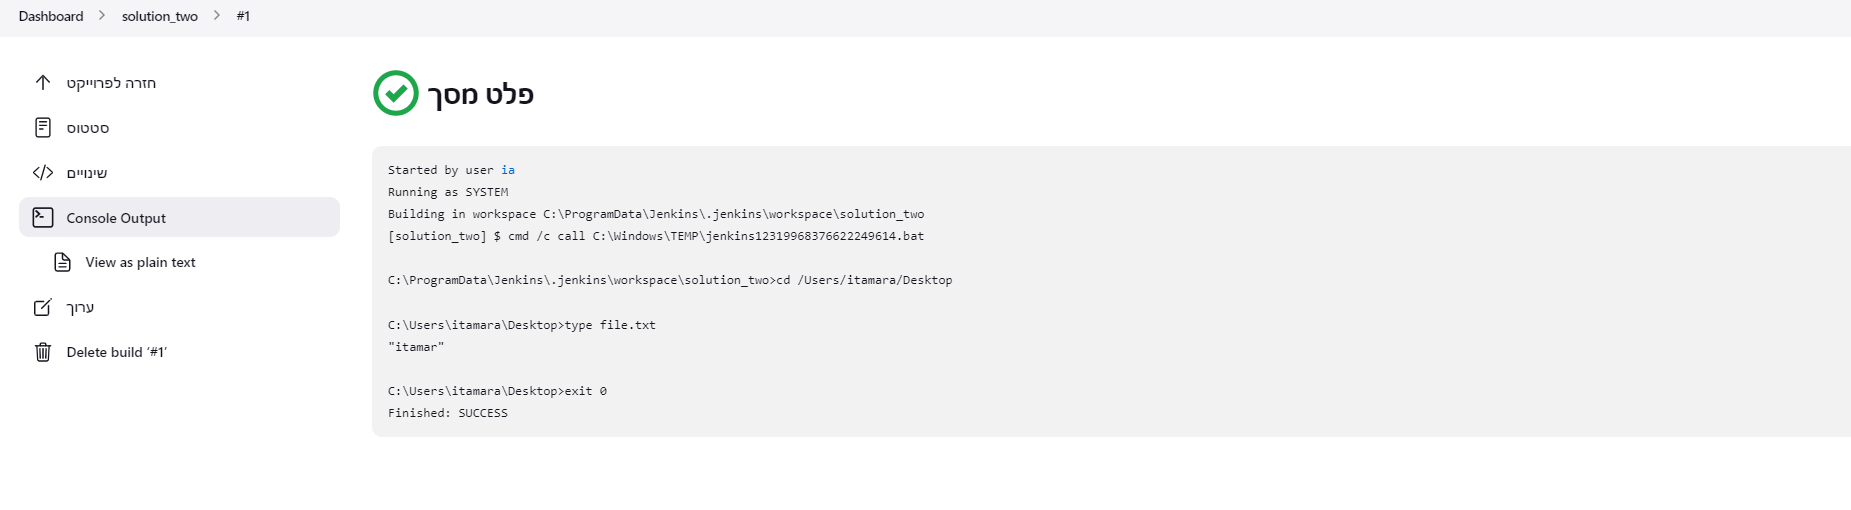 Dashboard > solution_two > #1
חזרה לפרוייקט
סטטוס
שינויים
Console Output
View as plain text
ערוך
Delete build ‘#1’
פלט מסך
Started by user ia
Running as SYSTEM
Building in workspace C:\ProgramData\Jenkins\.jenkins\workspace\solution_two
[solution_two] $ cmd /c call C:\Windows\TEMP\jenkins12319968376622249614.bat
C:\ProgramData\Jenkins\.jenkins\workspace\solution_two>cd /Users/itamara/Desktop
C:\Users\itamara\Desktop>type file.txt
"itamar"
C:\Users\itamara\Desktop>exit 0
Finished: SUCCESS